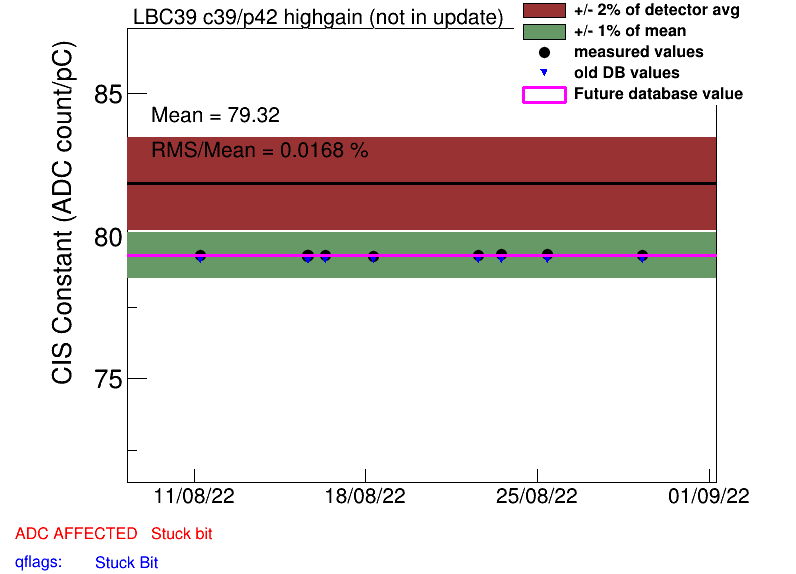 LBC39 c39/p42 highgain (not in update)
+/- 2% of detector avg
+/- 1% of mean
measured values
old DB values
Future database value
CIS Constant (ADC count/pC)
85
80
75
Mean = 79.32
RMS/Mean = 0.0168 %
11/08/22 18/08/22 25/08/22 01/09/22
ADC AFFECTED Stuck bit
qflags: Stuck Bit